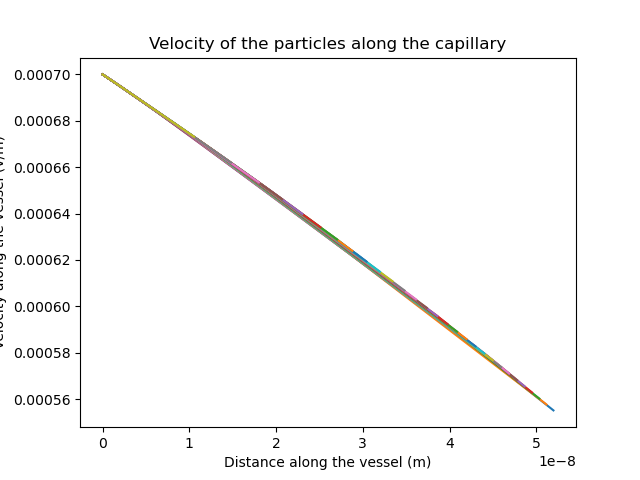 Velocity of the particles along the capillary
0.00070
0.00068
0.00066
0.00064
0.00062
0.00060
0.00058
0.00056
along the vessel (v/m)
0 1 2 3 4 5
1e−8
Distance along the vessel (m)